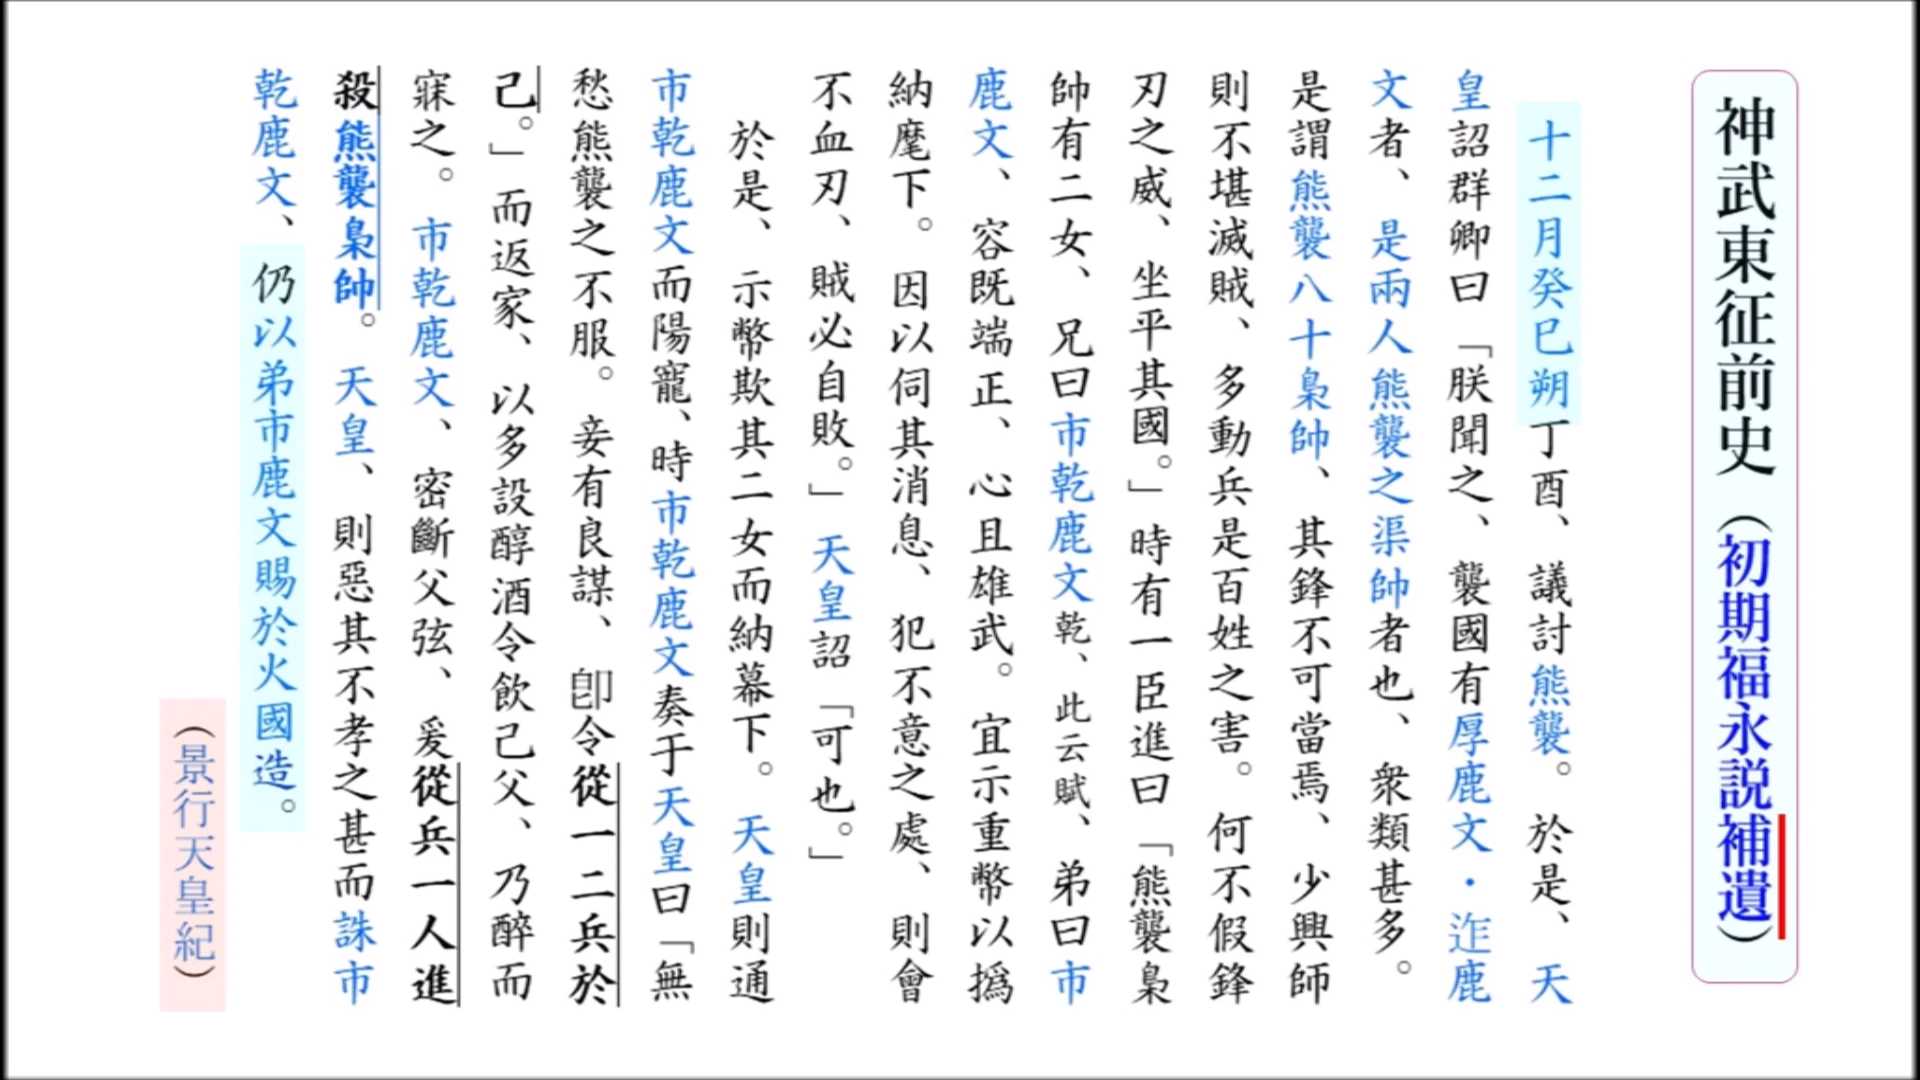 神武東征前史（初期福永説補遺）
十二月癸巳朔丁酉、議討熊襲。於是、天
皇詔群卿曰「朕聞之、襲國有厚鹿文・迮鹿
文者、是兩人熊襲之渠帥者也、衆類甚多。
是謂熊襲八十梟帥、其鋒不可當焉、少興師
則不堪滅賊、多動兵是百姓之害。何不假鋒
刃之威、坐平其國。」時有一臣進曰「熊襲梟
帥有二女、兄曰市乾鹿文乾、此云賦、弟曰市
鹿文、容既端正、心且雄武。宜示重幣以撝
納麾下。因以伺其消息、犯不意之處、則會
不血刃、賊必自敗。」天皇詔「可也。」
於是、示幣欺其二女而納幕下。天皇則通
市乾鹿文而陽寵、時市乾鹿文奏于天皇曰「無
愁熊襲之不服。妾有良謀、卽令從一二兵於
己。」而返家、以多設醇酒令飲己父、乃醉而
寐之。市乾鹿文、密斷父弦、爰從兵一人進
殺熊襲梟帥。天皇、則惡其不孝之甚而誅市
乾鹿文、仍以弟市鹿文賜於火國造。
（景行天皇紀）